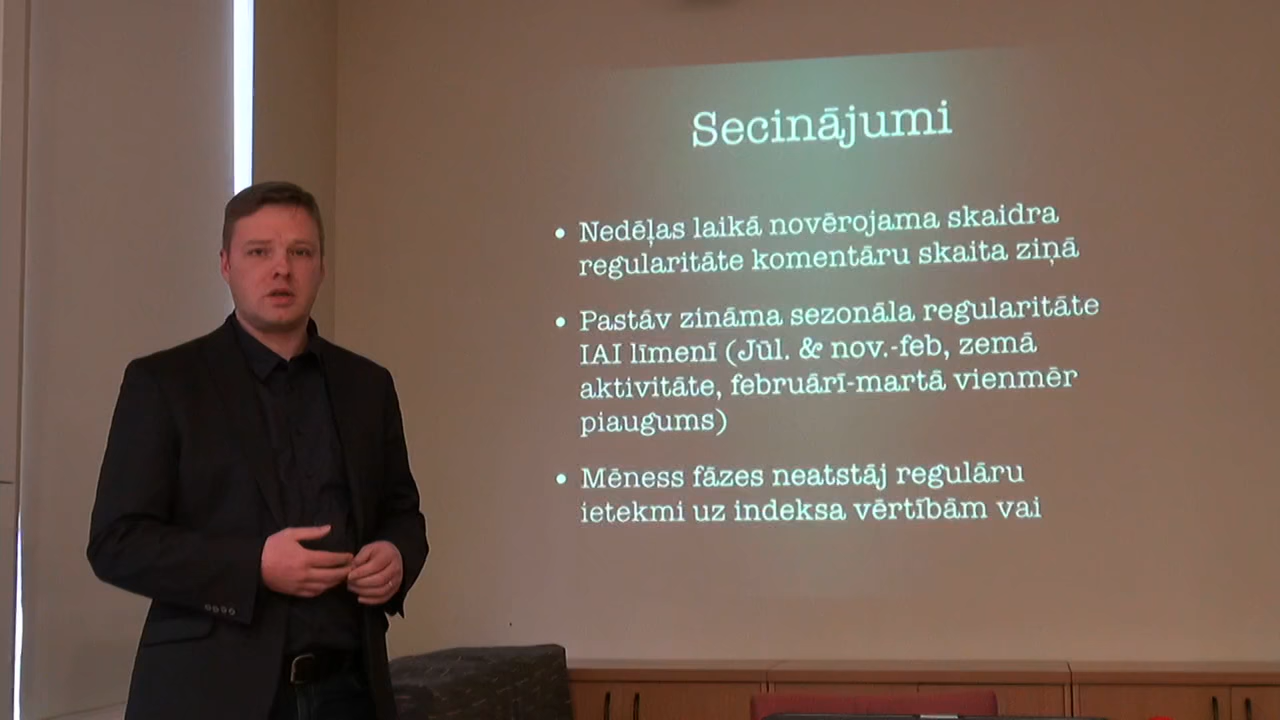 Secinājumi
• Nedēļas laikā novērojama skaidra
regularitāte komentāru skaita ziņā
• Pastāv zināma sezonāla regularitāte
IAI līmenī (Jūl. & nov.-feb, zemā
aktivitāte, februārī-martā vienmēr
piaugums)
• Mēness fāzes neatstāj regulāru
ietekmi uz indeksa vērtībām vai